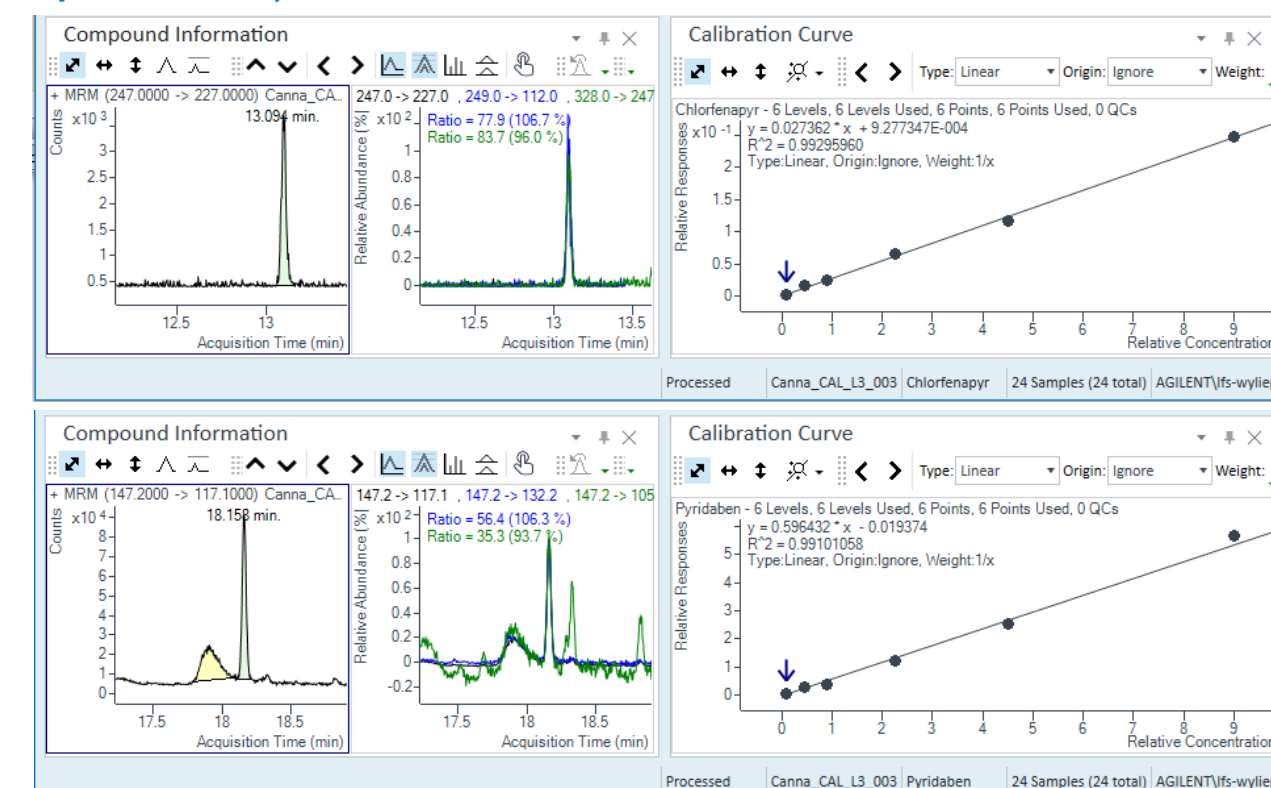 Compound Information
+ MRM (247.0000 -> 227.0000) Canna_CA..
Counts
x10 3
13.094 min.
3
2.5
2
1.5
1
0.5
12.5 13
Acquisition Time (min)
247.0 -> 227.0 , 249.0 -> 112.0 , 328.0 -> 247
Relative Abundance (%)
x10 2
Ratio = 77.9 (106.7 %)
Ratio = 83.7 (96.0 %)
1
0.8
0.6
0.4
0.2
0
12.5 13 13.5
Acquisition Time (min)
Calibration Curve
Type: Linear Origin: Ignore Weight:
Chlorfenapyr - 6 Levels, 6 Levels Used, 6 Points, 6 Points Used, 0 QCs
Relative Responses
x10 -1
y = 0.027362 * x + 9.277347E-004
R^2 = 0.99295960
Type:Linear, Origin:Ignore, Weight:1/x
2
1.5
1
0.5
0
0 1 2 3 4 5 6 7 8 9
Relative Concentration
Processed Canna_CAL_L3_003 Chlorfenapyr 24 Samples (24 total) AGILENT\lfs-wylie
Compound Information
+ MRM (147.2000 -> 117.1000) Canna_CA..
Counts
x10 4
18.153 min.
8
7
6
5
4
3
2
1
0
17.5 18 18.5
Acquisition Time (min)
147.2 -> 117.1 , 147.2 -> 132.2 , 147.2 -> 105
Relative Abundance (%)
x10 2
Ratio = 56.4 (106.3 %)
Ratio = 35.3 (93.7 %)
1
0.8
0.6
0.4
0.2
0
-0.2
17.5 18 18.5
Acquisition Time (min)
Calibration Curve
Type: Linear Origin: Ignore Weight:
Pyridaben - 6 Levels, 6 Levels Used, 6 Points, 6 Points Used, 0 QCs
Relative Responses
y = 0.596432 * x - 0.019374
R^2 = 0.99101058
Type:Linear, Origin:Ignore, Weight:1/x
5
4
3
2
1
0
0 1 2 3 4 5 6 7 8 9
Relative Concentration
Processed Canna_CAL_L3_003 Pyridaben 24 Samples (24 total) AGILENT\lfs-wylie